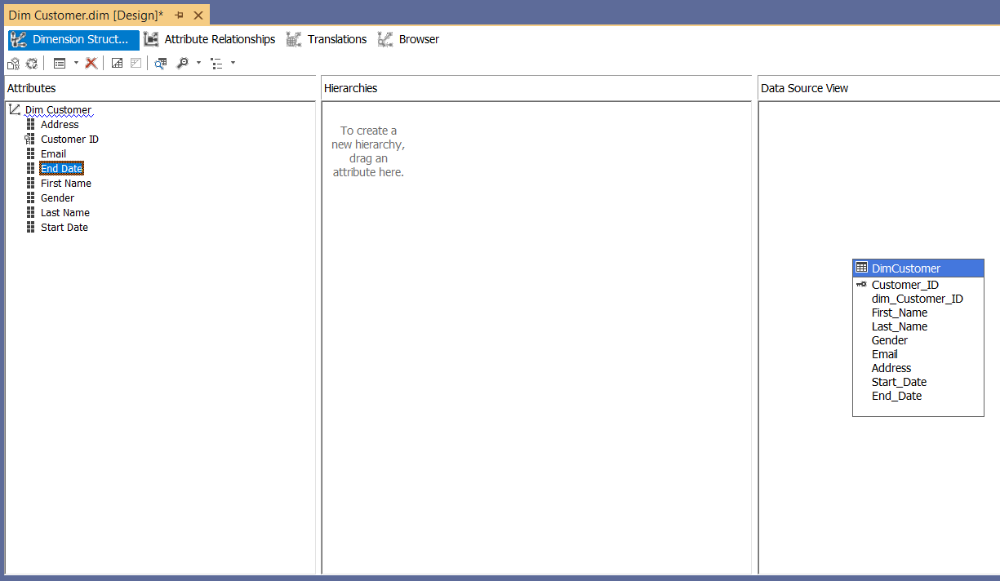 Dim Customer.dim [Design]*
Dimension Struct...
Attribute Relationships
Translations
Browser
Attributes
Hierarchies
Data Source View
Dim Customer
Address
Customer ID
Email
End Date
First Name
Gender
Last Name
Start Date
To create a
new hierarchy,
drag an
attribute here.
DimCustomer
Customer_ID
dim_Customer_ID
First_Name
Last_Name
Gender
Email
Address
Start_Date
End_Date